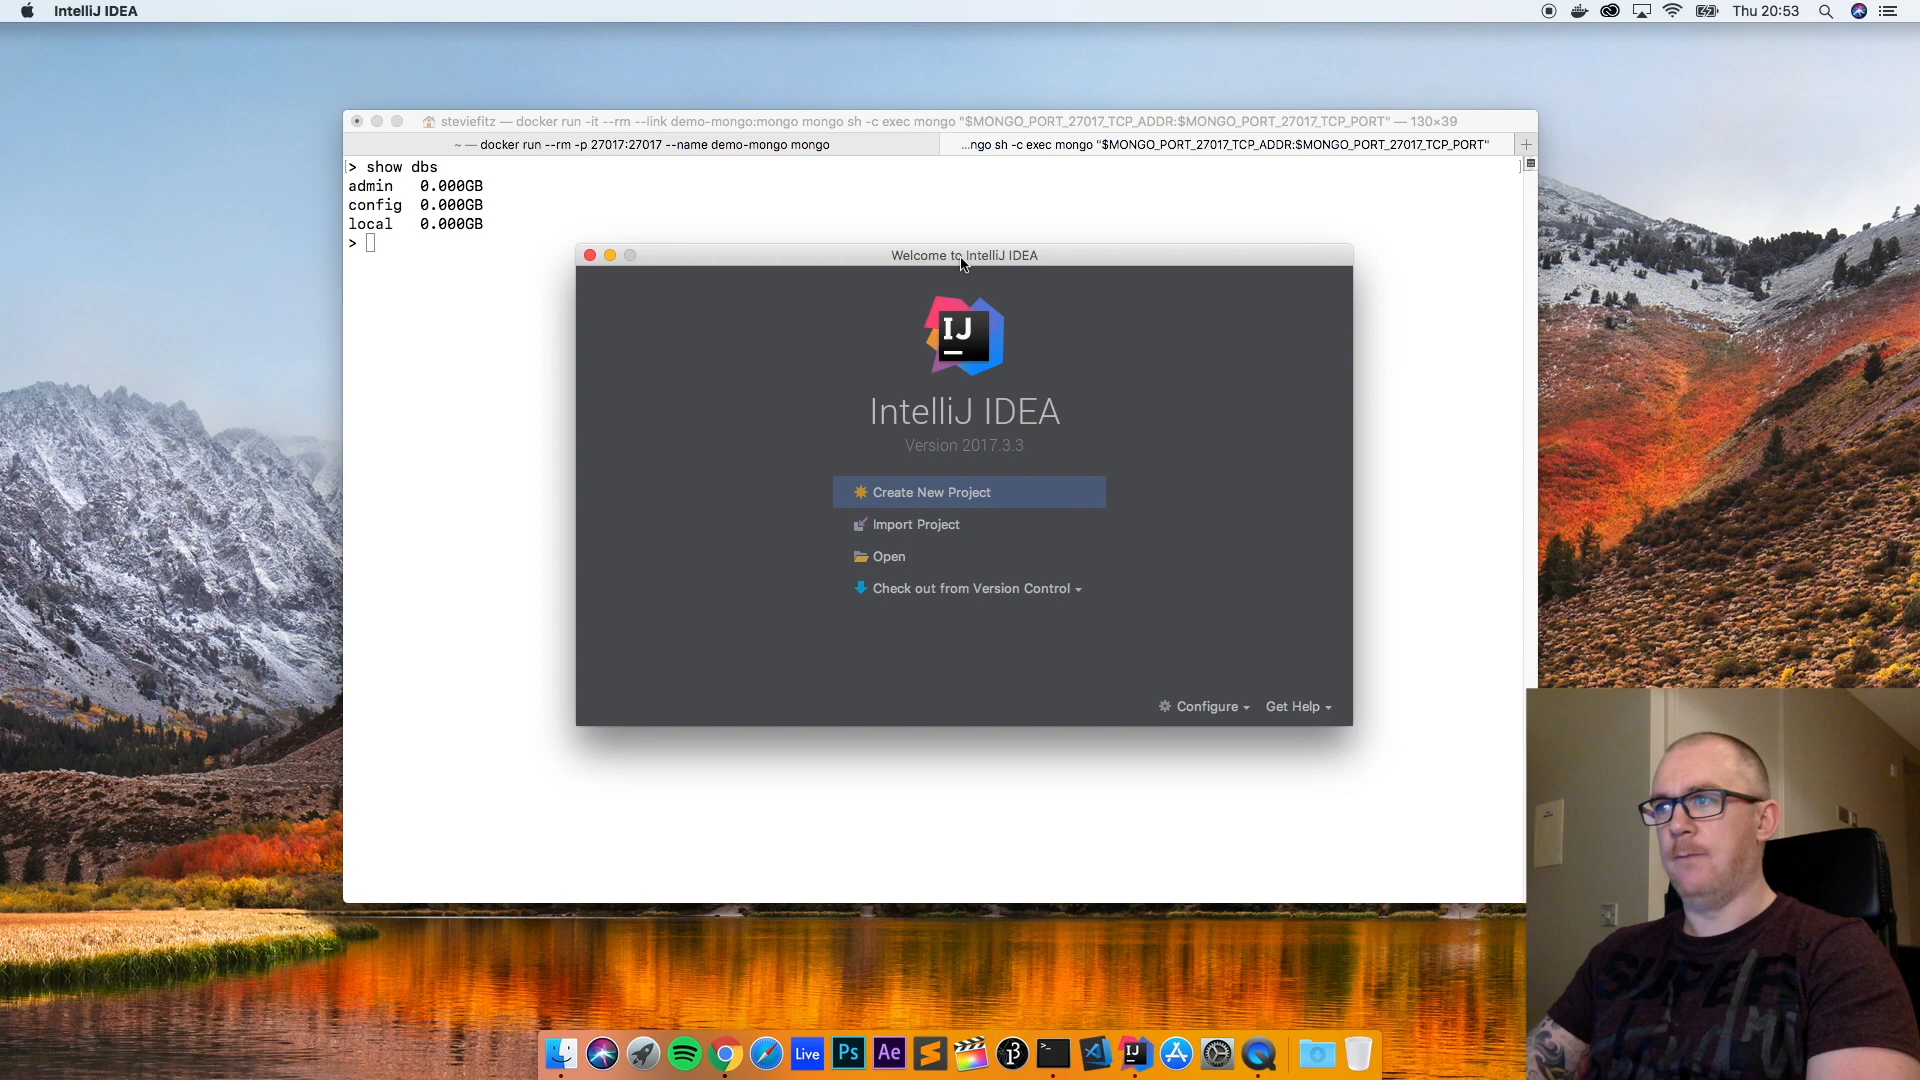 IntelliJ IDEA
Thu 20:53
steviefitz — docker run -it --rm --link demo-mongo:mongo mongo sh -c exec mongo "$MONGO_PORT_27017_TCP_ADDR:$MONGO_PORT_27017_TCP_PORT" — 130×39
~ — docker run --rm -p 27017:27017 --name demo-mongo mongo
...ngo sh -c exec mongo "$MONGO_PORT_27017_TCP_ADDR:$MONGO_PORT_27017_TCP_PORT"
> show dbs
admin 0.000GB
config 0.000GB
local 0.000GB
>
Welcome to IntelliJ IDEA
IJ
IntelliJ IDEA
Version 2017.3.3
Create New Project
Import Project
Open
Check out from Version Control
Configure
Get Help
SUPER
Live
Ps
Ae
IJ